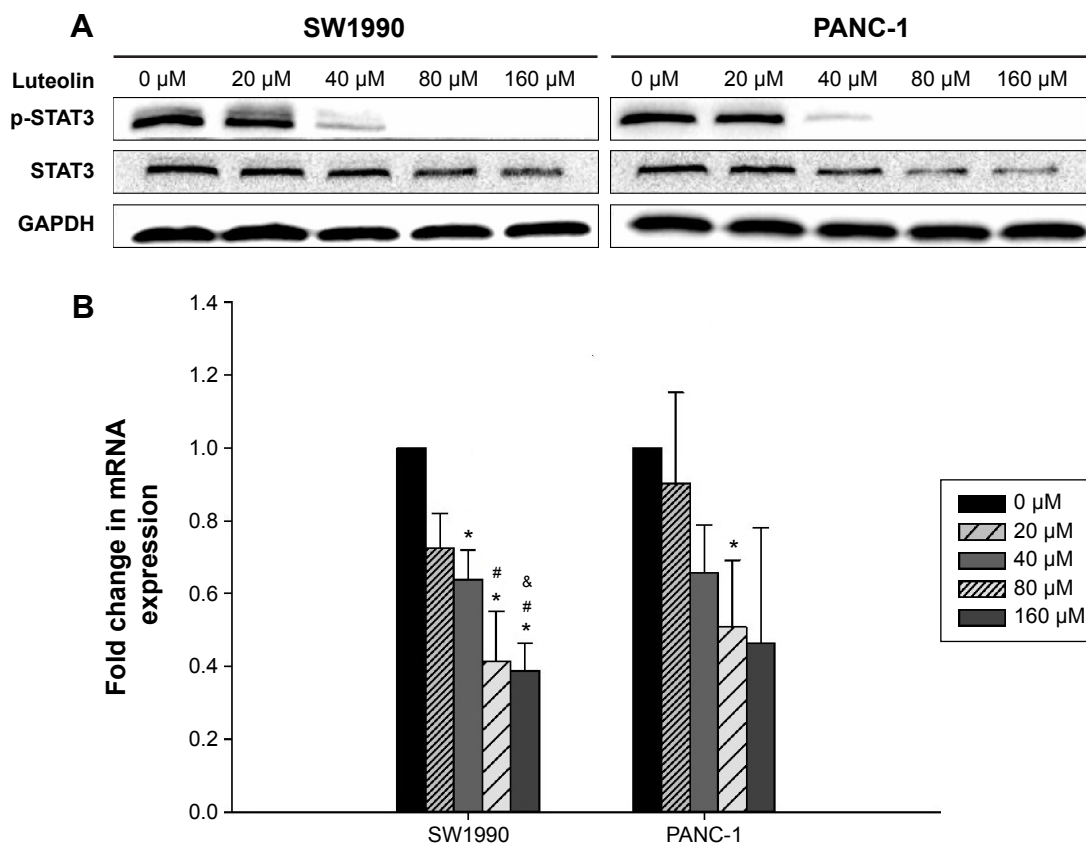 A
SW1990
PANC-1
Luteolin 0 µM 20 µM 40 µM 80 µM 160 µM 0 µM 20 µM 40 µM 80 µM 160 µM
p-STAT3
STAT3
GAPDH
B
Fold change in mRNA
expression
1.4
1.2
1.0
0.8
0.6
0.4
0.2
0.0
*
#
*
&
#
*
*
SW1990
PANC-1
0 µM
20 µM
40 µM
80 µM
160 µM